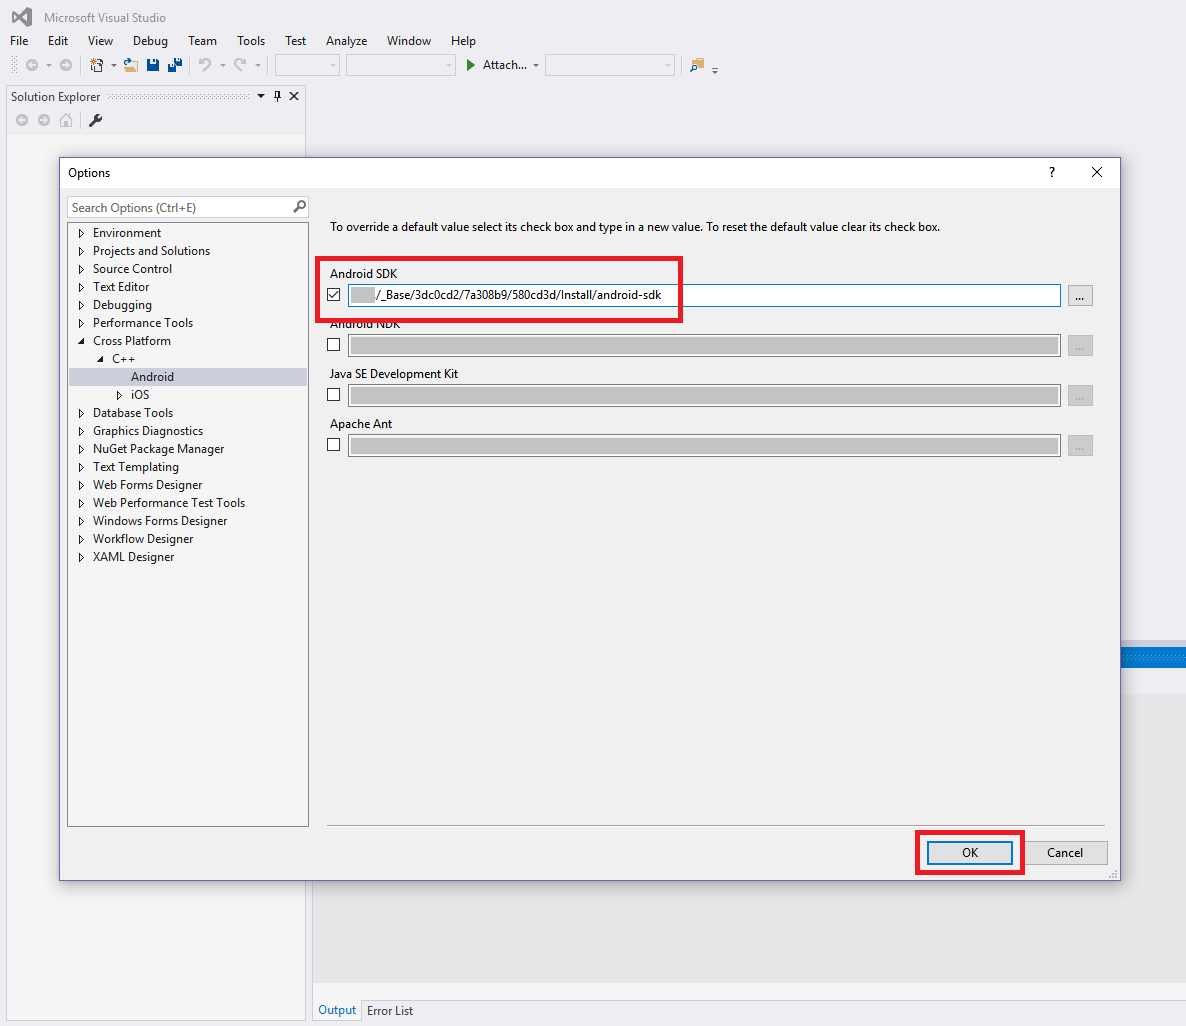 Microsoft Visual Studio
File Edit View Debug Team Tools Test Analyze Window Help
Attach...
Solution Explorer
Options
?
Search Options (Ctrl+E)
Environment
Projects and Solutions
Source Control
Text Editor
Debugging
Performance Tools
Cross Platform
C++
Android
iOS
Database Tools
Graphics Diagnostics
NuGet Package Manager
Text Templating
Web Forms Designer
Web Performance Test Tools
Windows Forms Designer
Workflow Designer
XAML Designer
To override a default value select its check box and type in a new value. To reset the default value clear its check box.
Android SDK
/_Base/3dc0cd2/7a308b9/580cd3d/Install/android-sdk
...
Android NDK
...
Java SE Development Kit
...
Apache Ant
...
OK Cancel
Output Error List